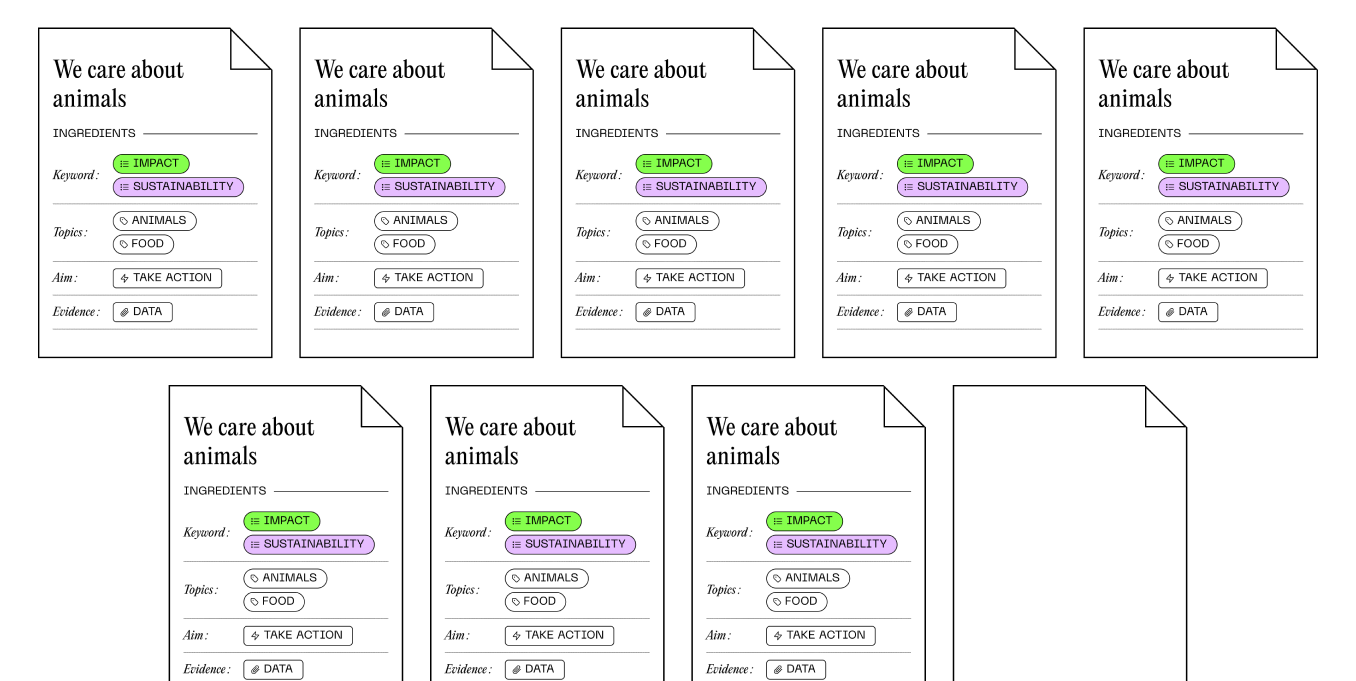 We care about
animals
INGREDIENTS
Keyword: IMPACT
SUSTAINABILITY
Topics: ANIMALS
FOOD
Aim: TAKE ACTION
Evidence: DATA
We care about
animals
INGREDIENTS
Keyword: IMPACT
SUSTAINABILITY
Topics: ANIMALS
FOOD
Aim: TAKE ACTION
Evidence: DATA
We care about
animals
INGREDIENTS
Keyword: IMPACT
SUSTAINABILITY
Topics: ANIMALS
FOOD
Aim: TAKE ACTION
Evidence: DATA
We care about
animals
INGREDIENTS
Keyword: IMPACT
SUSTAINABILITY
Topics: ANIMALS
FOOD
Aim: TAKE ACTION
Evidence: DATA
We care about
animals
INGREDIENTS
Keyword: IMPACT
SUSTAINABILITY
Topics: ANIMALS
FOOD
Aim: TAKE ACTION
Evidence: DATA
We care about
animals
INGREDIENTS
Keyword: IMPACT
SUSTAINABILITY
Topics: ANIMALS
FOOD
Aim: TAKE ACTION
Evidence: DATA
We care about
animals
INGREDIENTS
Keyword: IMPACT
SUSTAINABILITY
Topics: ANIMALS
FOOD
Aim: TAKE ACTION
Evidence: DATA
We care about
animals
INGREDIENTS
Keyword: IMPACT
SUSTAINABILITY
Topics: ANIMALS
FOOD
Aim: TAKE ACTION
Evidence: DATA